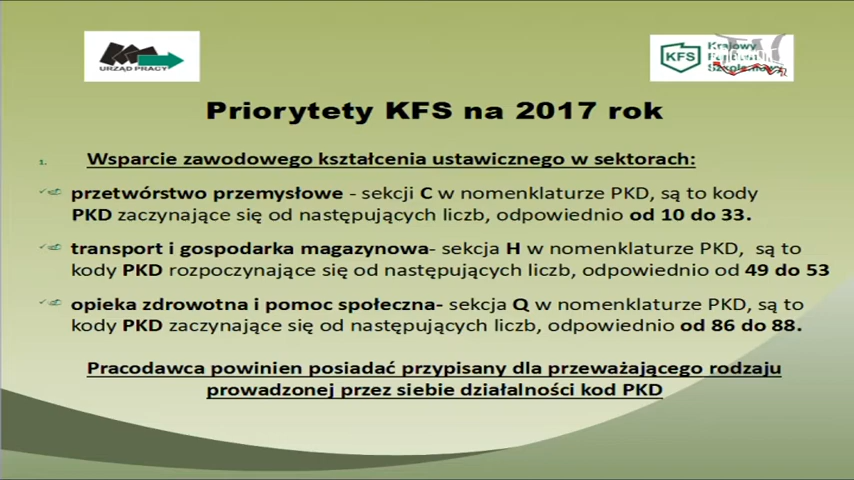 URZĄD PRACY
KFS
Krajowy
Priorytety KFS na 2017 rok
1. Wsparcie zawodowego kształcenia ustawicznego w sektorach:
przetwórstwo przemysłowe - sekcji C w nomenklaturze PKD, są to kody
PKD zaczynające się od następujących liczb, odpowiednio od 10 do 33.
transport i gospodarka magazynowa- sekcja H w nomenklaturze PKD, są to
kody PKD rozpoczynające się od następujących liczb, odpowiednio od 49 do 53
opieka zdrowotna i pomoc społeczna- sekcja Q w nomenklaturze PKD, są to
kody PKD zaczynające się od następujących liczb, odpowiednio od 86 do 88.
Pracodawca powinien posiadać przypisany dla przeważającego rodzaju
prowadzonej przez siebie działalności kod PKD